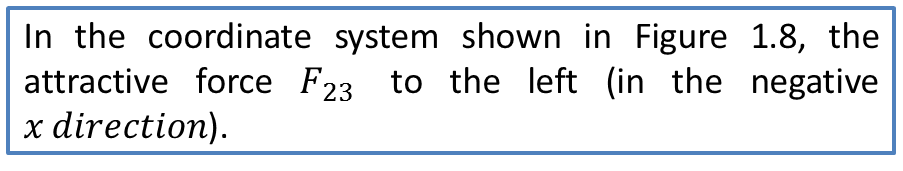 In the coordinate system shown in Figure 1.8, the
attractive force F₂₃ to the left (in the negative
x direction).